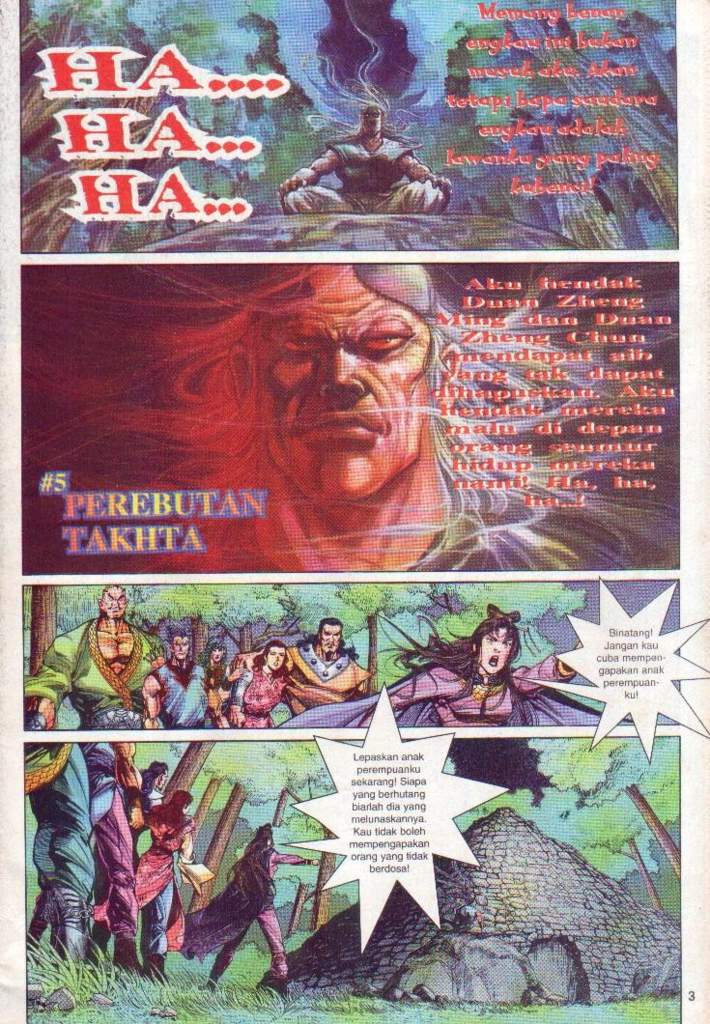 HA....
HA...
HA...
Memang benar
engkau ini bukan
musuh aku. Akan
tetapi bapa saudara
engkau adalah
lawanku yang paling
kubenci!
Aku hendak
Duan Zheng
Ming dan Duan
Zheng Chun
mendapat aib
yang tak dapat
dihapuskan. Aku
hendak mereka
malu di depan
orang seumur
hidup mereka
nanti! Ha, ha,
ha...!
#5
PEREBUTAN
TAKHTA
Binatang!
Jangan kau
cuba mempen-
gapakan anak
perempuan-
ku!
Lepaskan anak
perempuanku
sekarang! Siapa
yang berhutang
biarlah dia yang
melunaskannya.
Kau tidak boleh
mempengapakan
orang yang tidak
berdosa!
3